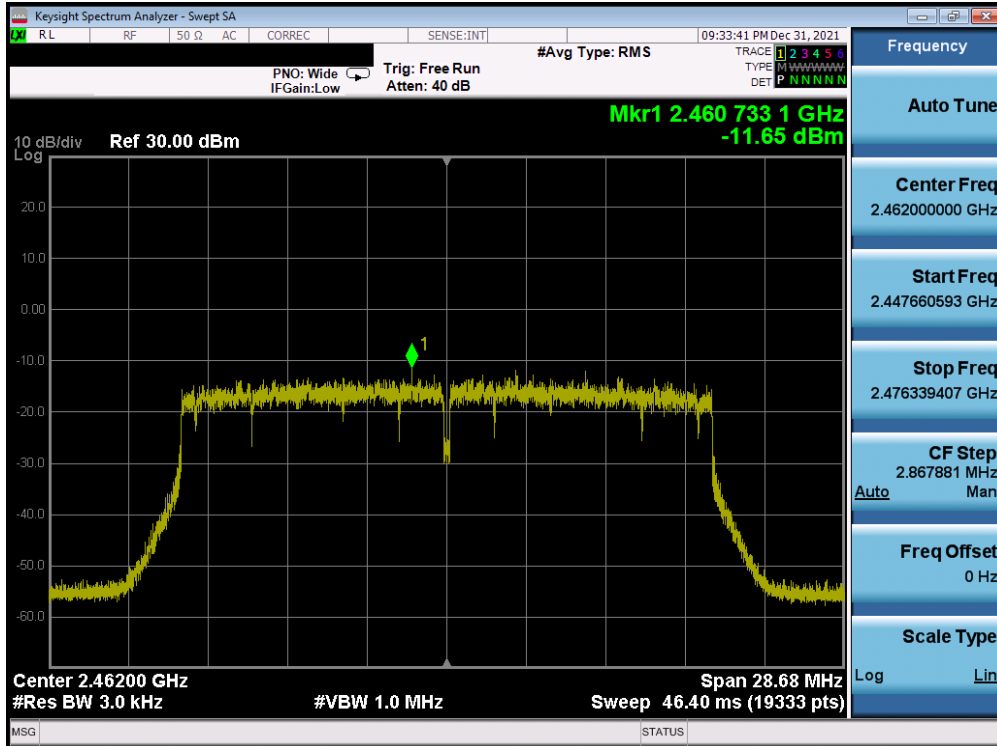 Keysight Spectrum Analyzer - Swept SA
LXI RL RF 50 Ω AC CORREC SENSE:INT 09:33:41 PM Dec 31, 2021
#Avg Type: RMS TRACE 1 2 3 4 5 6
PNO: Wide Trig: Free Run TYPE M WWWWW
IFGain:Low Atten: 40 dB DET P N N N N N
Mkr1 2.460 733 1 GHz
10 dB/div Ref 30.00 dBm -11.65 dBm
Log
20.0
10.0
0.00
-10.0
1
-20.0
-30.0
-40.0
-50.0
-60.0
Center 2.46200 GHz Span 28.68 MHz
#Res BW 3.0 kHz #VBW 1.0 MHz Sweep 46.40 ms (19333 pts)
MSG STATUS
Frequency
Auto Tune
Center Freq
2.462000000 GHz
Start Freq
2.447660593 GHz
Stop Freq
2.476339407 GHz
CF Step
2.867881 MHz
Auto Man
Freq Offset
0 Hz
Scale Type
Log Lin